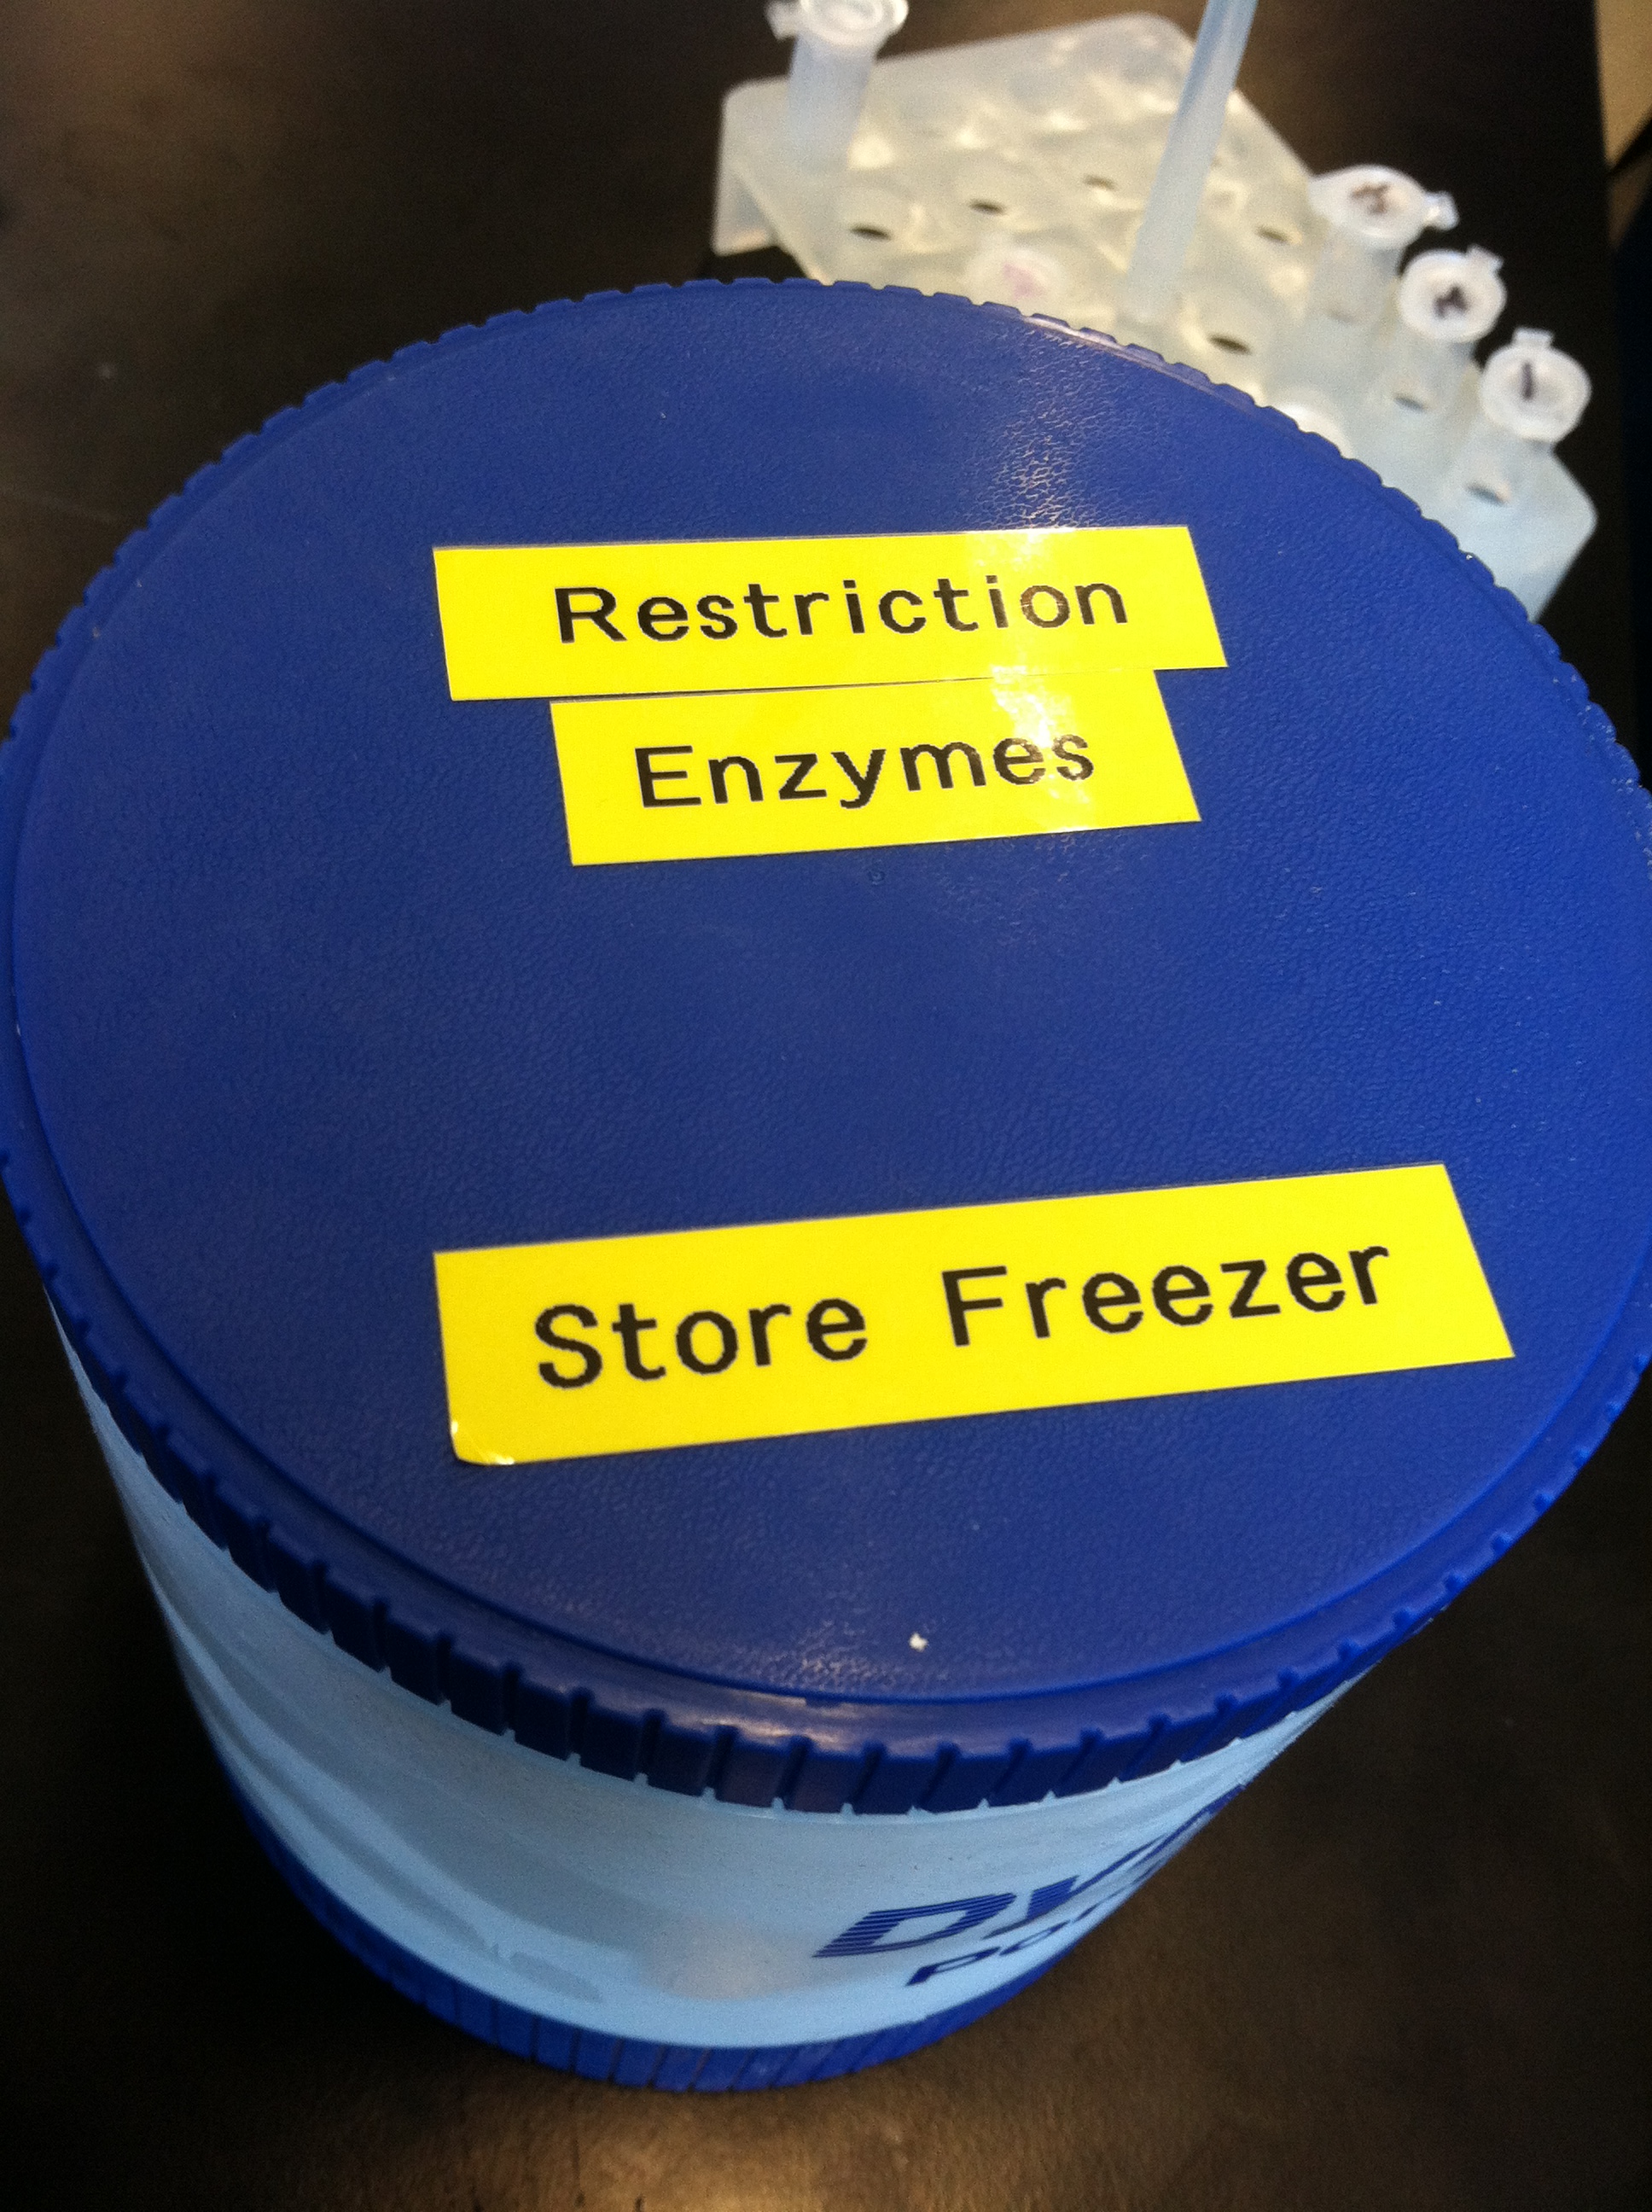 Restriction
Enzymes
Store Freezer